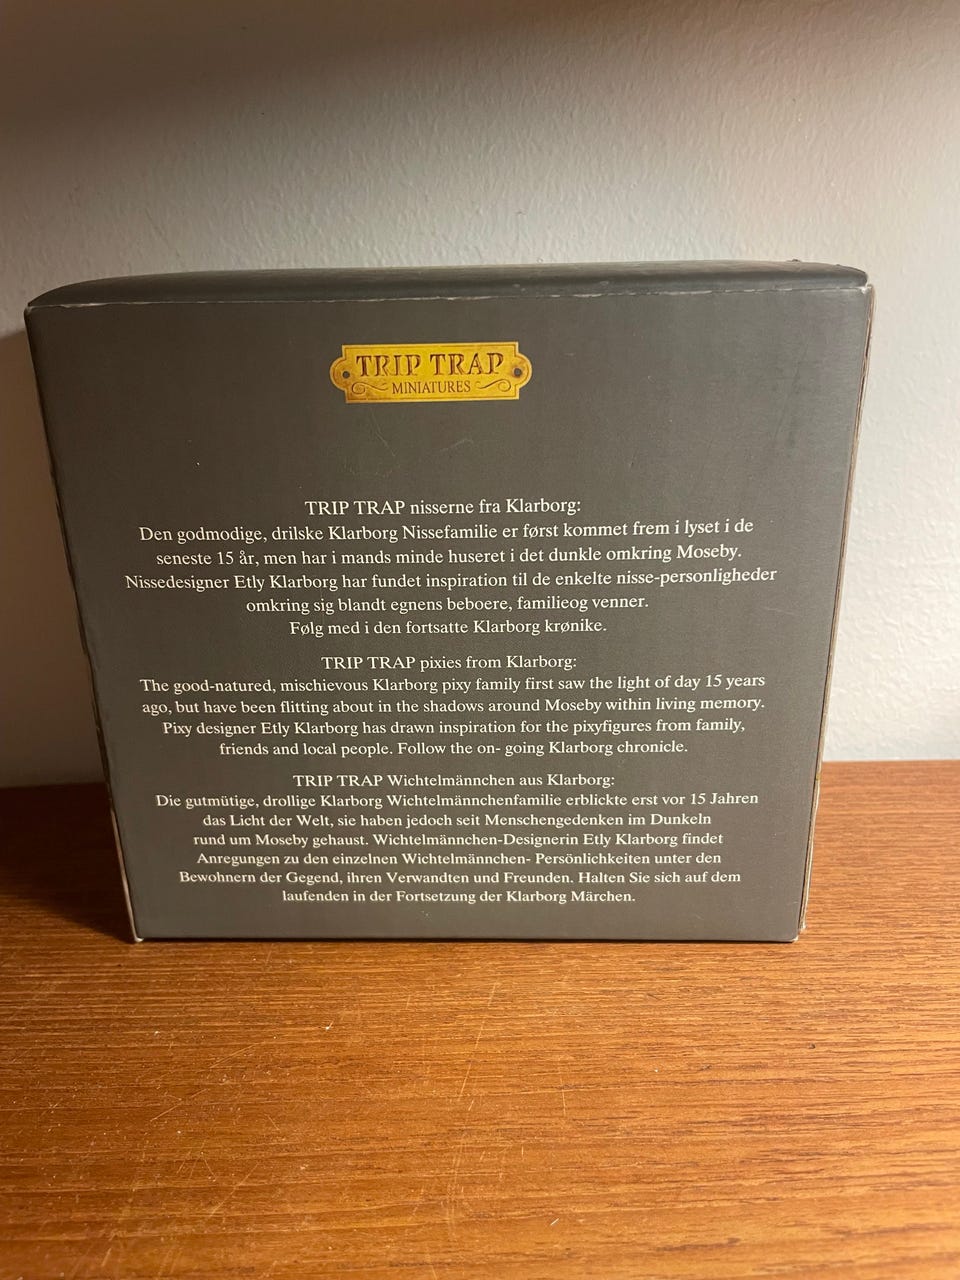 TRIP TRAP
MINIATURES
TRIP TRAP nisserne fra Klarborg:
Den godmodige, drilske Klarborg Nissefamilie er først kommet frem i lyset i de
seneste 15 år, men har i mands minde huseret i det dunkle omkring Moseby.
Nissedesigner Etly Klarborg har fundet inspiration til de enkelte nisse-personligheder
omkring sig blandt egnens beboere, familieog venner.
Følg med i den fortsatte Klarborg krønike.
TRIP TRAP pixies from Klarborg:
The good-natured, mischievous Klarborg pixy family first saw the light of day 15 years
ago, but have been flitting about in the shadows around Moseby within living memory.
Pixy designer Etly Klarborg has drawn inspiration for the pixyfigures from family,
friends and local people. Follow the on- going Klarborg chronicle.
TRIP TRAP Wichtelmännchen aus Klarborg:
Die gutmütige, drollige Klarborg Wichtelmännchenfamilie erblickte erst vor 15 Jahren
das Licht der Welt, sie haben jedoch seit Menschengedenken im Dunkeln
rund um Moseby gehaust. Wichtelmännchen-Designerin Etly Klarborg findet
Anregungen zu den einzelnen Wichtelmännchen- Persönlichkeiten unter den
Bewohnern der Gegend, ihren Verwandten und Freunden. Halten Sie sich auf dem
laufenden in der Fortsetzung der Klarborg Märchen.